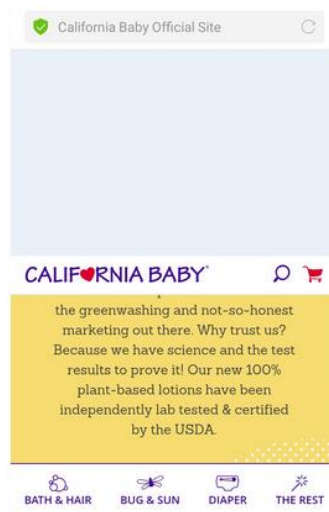 California Baby Official Site
CALIFORNIA BABY®
the greenwashing and not-so-honest
marketing out there. Why trust us?
Because we have science and the test
results to prove it! Our new 100%
plant-based lotions have been
independently lab tested & certified
by the USDA.
BATH & HAIR BUG & SUN DIAPER THE REST